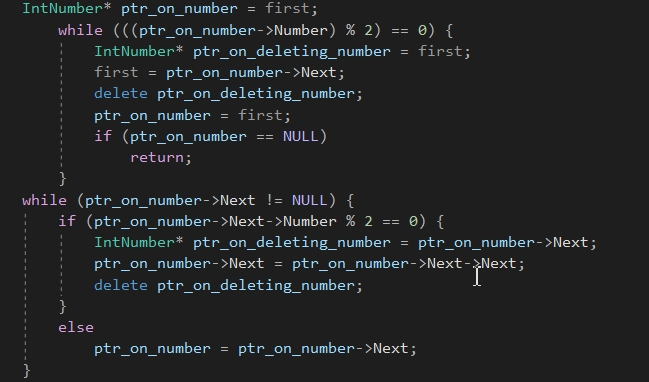 IntNumber* ptr_on_number = first;
while (((ptr_on_number->Number) % 2) == 0) {
IntNumber* ptr_on_deleting_number = first;
first = ptr_on_number->Next;
delete ptr_on_deleting_number;
ptr_on_number = first;
if (ptr_on_number == NULL)
return;
}
while (ptr_on_number->Next != NULL) {
if (ptr_on_number->Next->Number % 2 == 0) {
IntNumber* ptr_on_deleting_number = ptr_on_number->Next;
ptr_on_number->Next = ptr_on_number->Next->Next;
delete ptr_on_deleting_number;
}
else
ptr_on_number = ptr_on_number->Next;
}